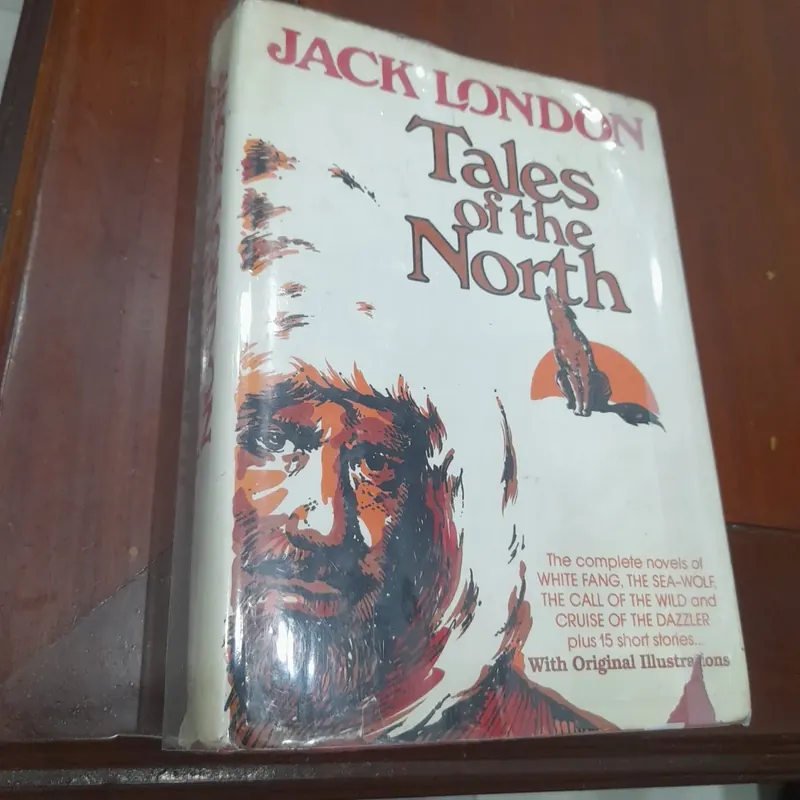 JACK LONDON
Tales
of the
North
The complete novels of
WHITE FANG, THE SEA-WOLF,
THE CALL OF THE WILD and
CRUISE OF THE DAZZLER
plus 15 short stories...
With Original Illustrations